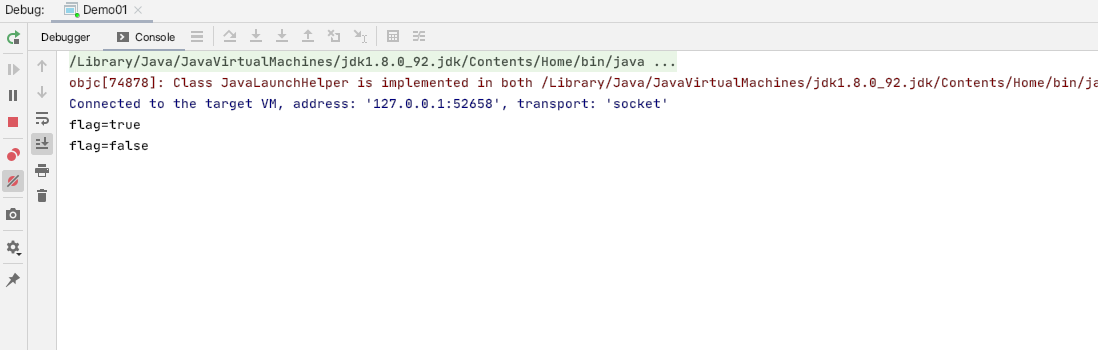 Debug: Demo01
Debugger Console
/Library/Java/JavaVirtualMachines/jdk1.8.0_92.jdk/Contents/Home/bin/java ...
objc[74878]: Class JavaLaunchHelper is implemented in both /Library/Java/JavaVirtualMachines/jdk1.8.0_92.jdk/Contents/Home/bin/ja
Connected to the target VM, address: '127.0.0.1:52658', transport: 'socket'
flag=true
flag=false